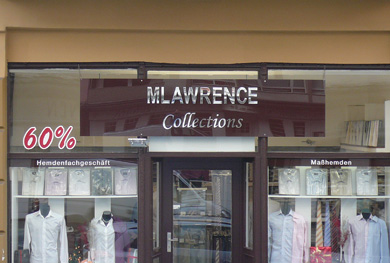 MLAWRENCE
Collections
60%
Hemdenfachgeschäft
Maßhemden